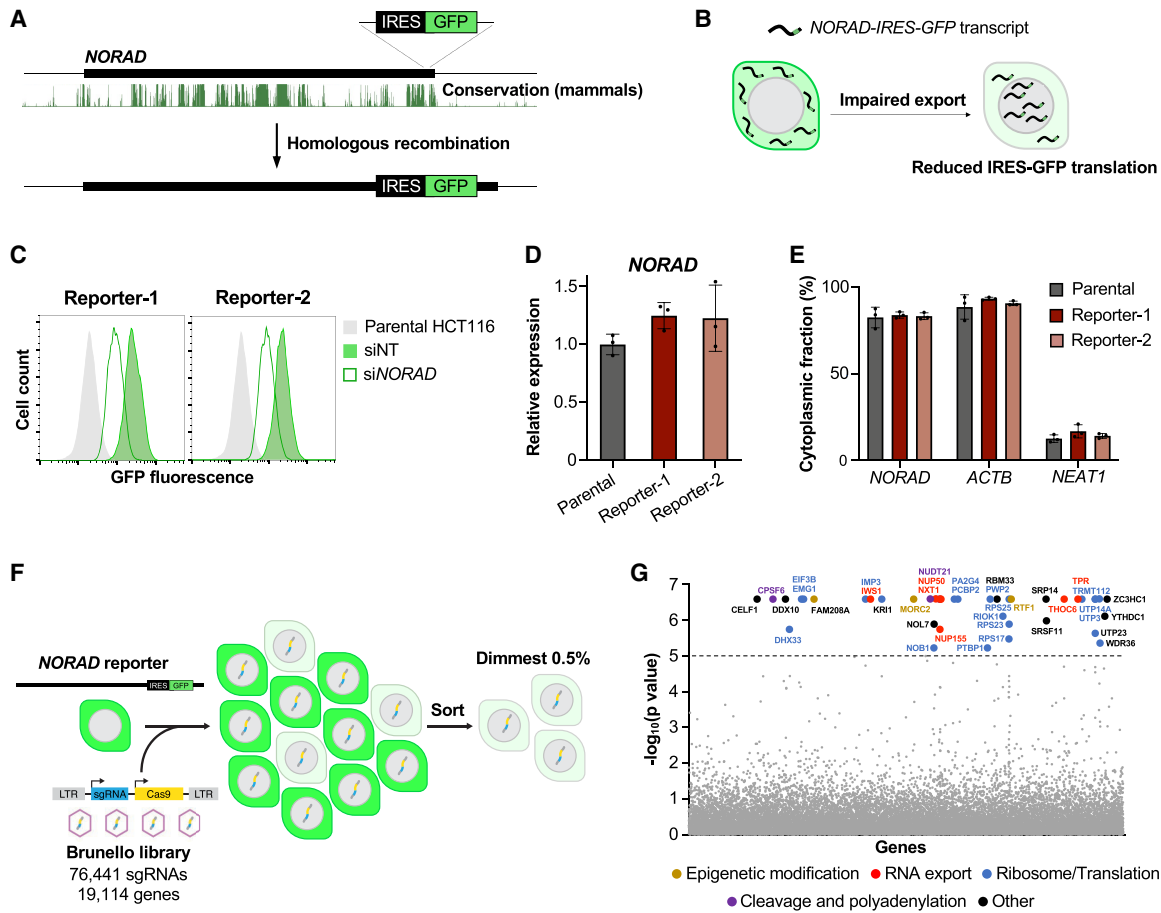 A
IRES GFP
NORAD
Conservation (mammals)
Homologous recombination
IRES GFP
B
NORAD-IRES-GFP transcript
Impaired export
Reduced IRES-GFP translation
C
Reporter-1
Reporter-2
Cell count
GFP fluorescence
Parental HCT116
siNT
siNORAD
D
NORAD
Relative expression
1.5
1.0
0.5
0
Parental
Reporter-1
Reporter-2
E
Cytoplasmic fraction (%)
100
50
0
NORAD
ACTB
NEAT1
Parental
Reporter-1
Reporter-2
F
NORAD reporter
IRES GFP
LTR sgRNA Cas9 LTR
Brunello library
76,441 sgRNAs
19,114 genes
Sort
Dimmest 0.5%
G
-log10(p value)
7
6
5
4
3
2
1
0
CELF1
CPSF6
DDX10
EIF3B
EMG1
FAM208A
DHX33
IMP3
IWS1
KRI1
NUDT21
NUP50
NXT1
MORC2
NOL7
NUP155
NOB1
PA2G4
PCBP2
RBM33
PWP2
RPS25
RTF1
RIOK1
RPS23
RPS17
PTBP1
SRP14
SRSF11
THOC6
TPR
TRMT112
UTP14A
UTP3
ZC3HC1
YTHDC1
UTP23
WDR36
Genes
Epigenetic modification
RNA export
Ribosome/Translation
Cleavage and polyadenylation
Other